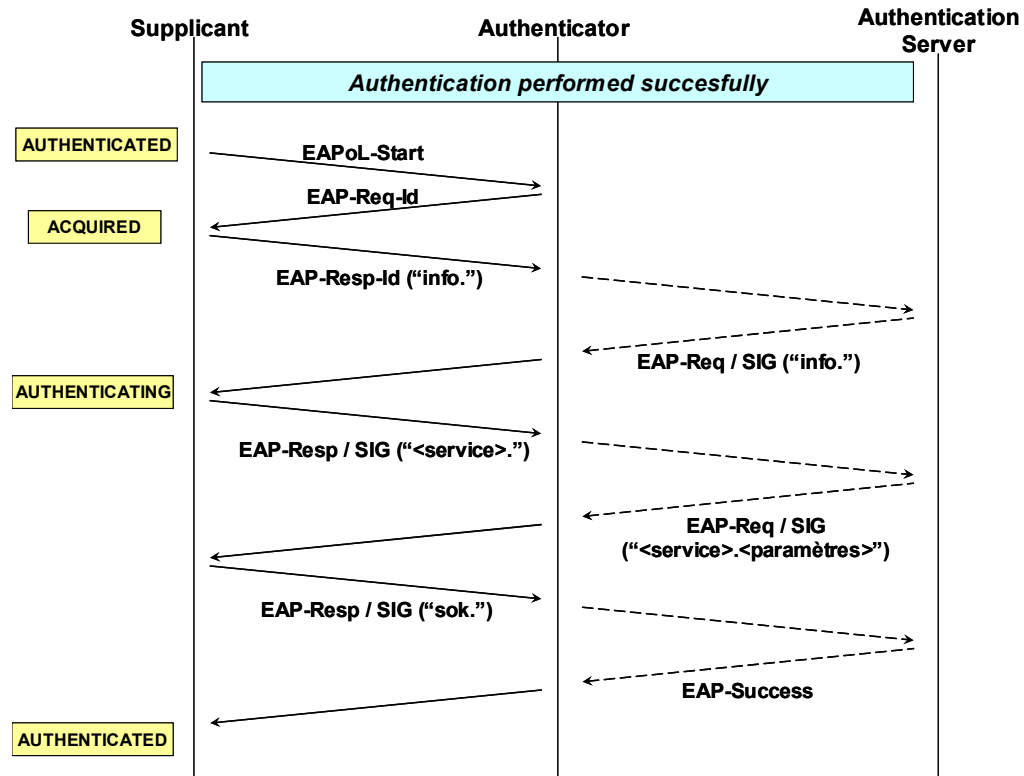 Supplicant
Authenticator
Authentication
Server
Authentication performed succesfully
AUTHENTICATED
EAPoL-Start
EAP-Req-Id
ACQUIRED
EAP-Resp-Id (“info.”)
EAP-Req / SIG (“info.”)
AUTHENTICATING
EAP-Resp / SIG (“<service>.”)
EAP-Req / SIG
(“<service>.<paramètres>”)
EAP-Resp / SIG (“sok.”)
EAP-Success
AUTHENTICATED